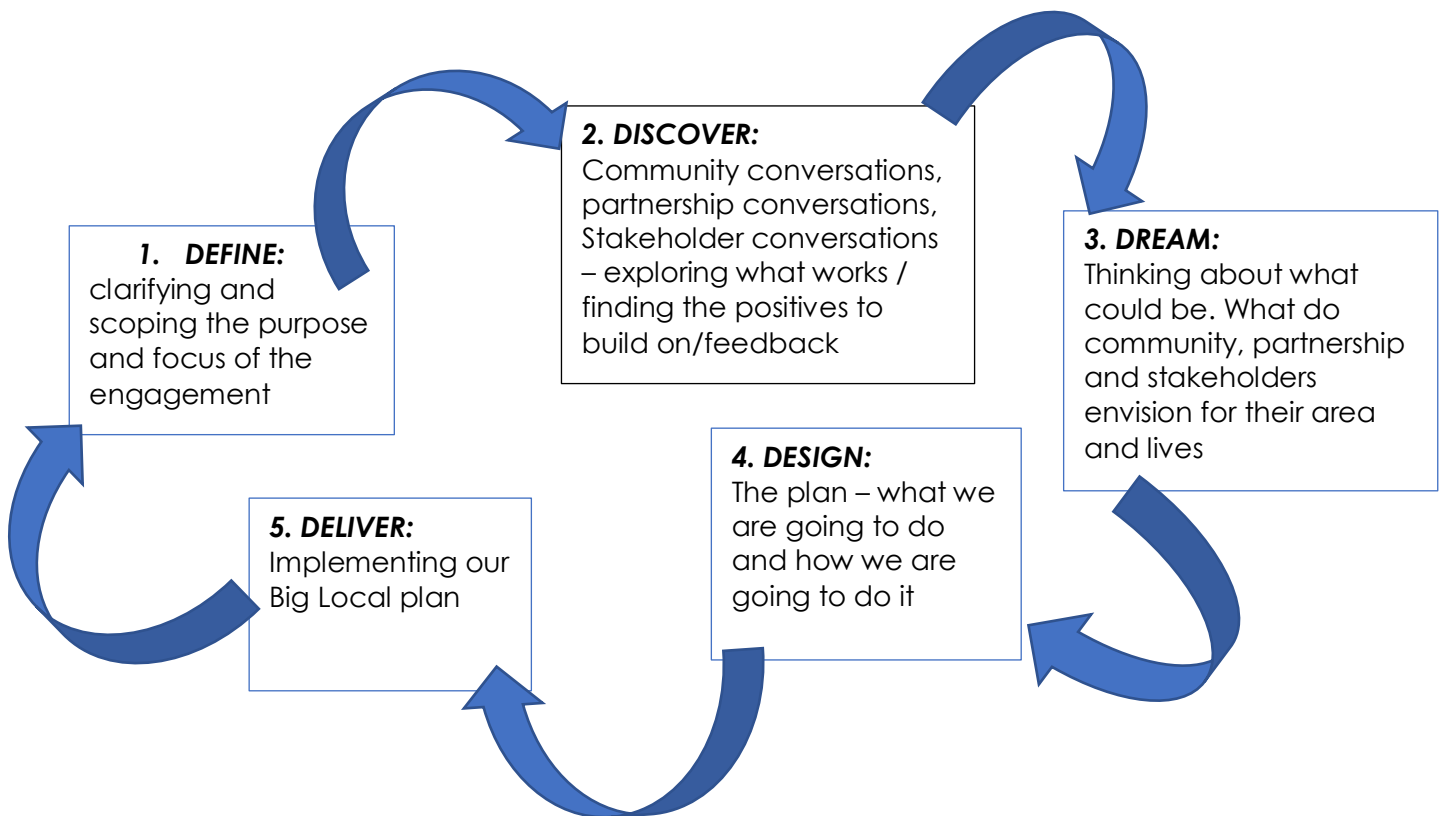 1. DEFINE:
clarifying and
scoping the purpose
and focus of the
engagement
2. DISCOVER:
Community conversations,
partnership conversations,
Stakeholder conversations
– exploring what works /
finding the positives to
build on/feedback
3. DREAM:
Thinking about what
could be. What do
community, partnership
and stakeholders
envision for their area
and lives
4. DESIGN:
The plan – what we
are going to do
and how we are
going to do it
5. DELIVER:
Implementing our
Big Local plan